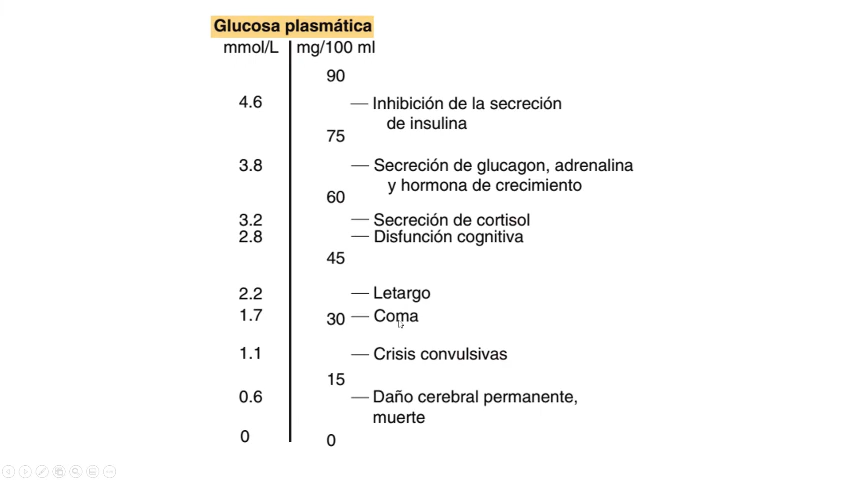 Glucosa plasmática
mmol/L mg/100 ml
90
4.6 — Inhibición de la secreción
de insulina
75
3.8 — Secreción de glucagon, adrenalina
y hormona de crecimiento
60
3.2 — Secreción de cortisol
2.8 — Disfunción cognitiva
45
2.2 — Letargo
1.7 30 — Coma
1.1 — Crisis convulsivas
15
0.6 — Daño cerebral permanente,
muerte
0 0